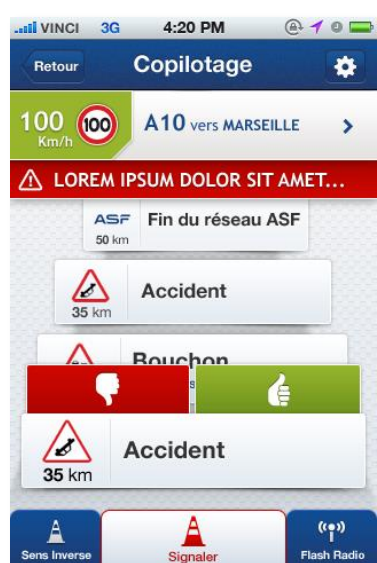 VINCI 3G 4:20 PM
Retour Copilotage
100 Km/h 100 A10 vers MARSEILLE
LOREM IPSUM DOLOR SIT AMET...
ASF Fin du réseau ASF
50 km
Accident
35 km
Bouchon
Accident
35 km
Sens Inverse Signaler Flash Radio